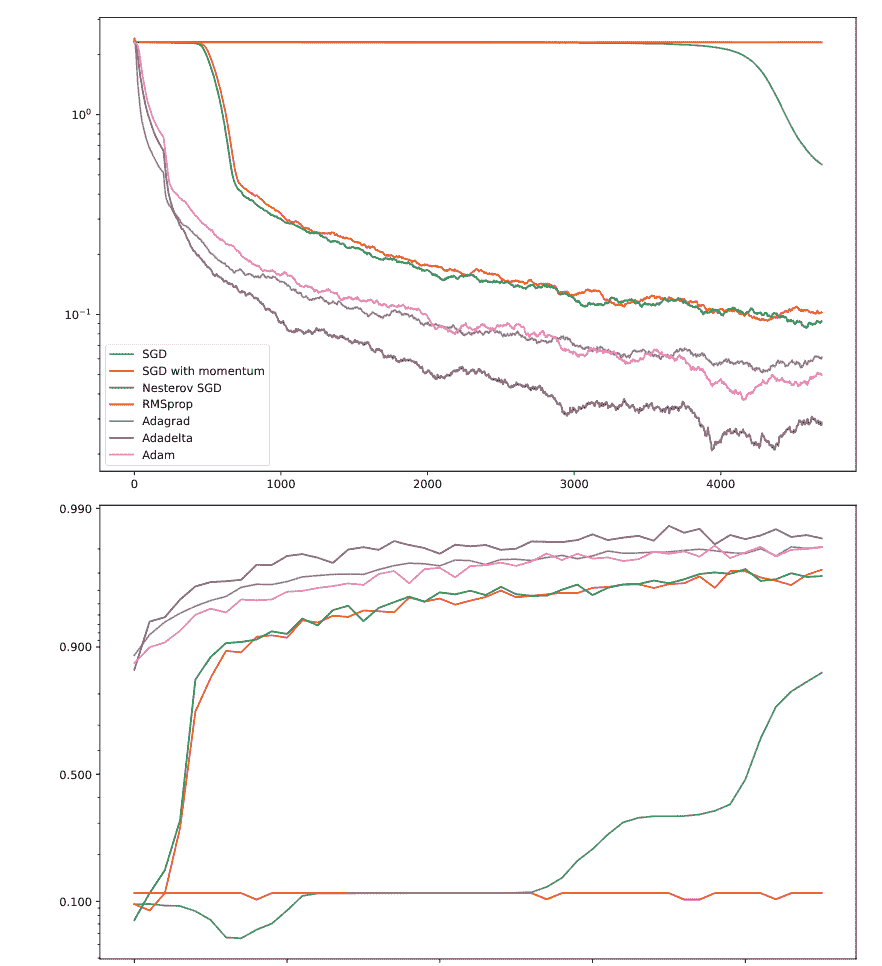 10⁰
10⁻¹
SGD
SGD with momentum
Nesterov SGD
RMSprop
Adagrad
Adadelta
Adam
0 1000 2000 3000 4000
0.990
0.900
0.500
0.100